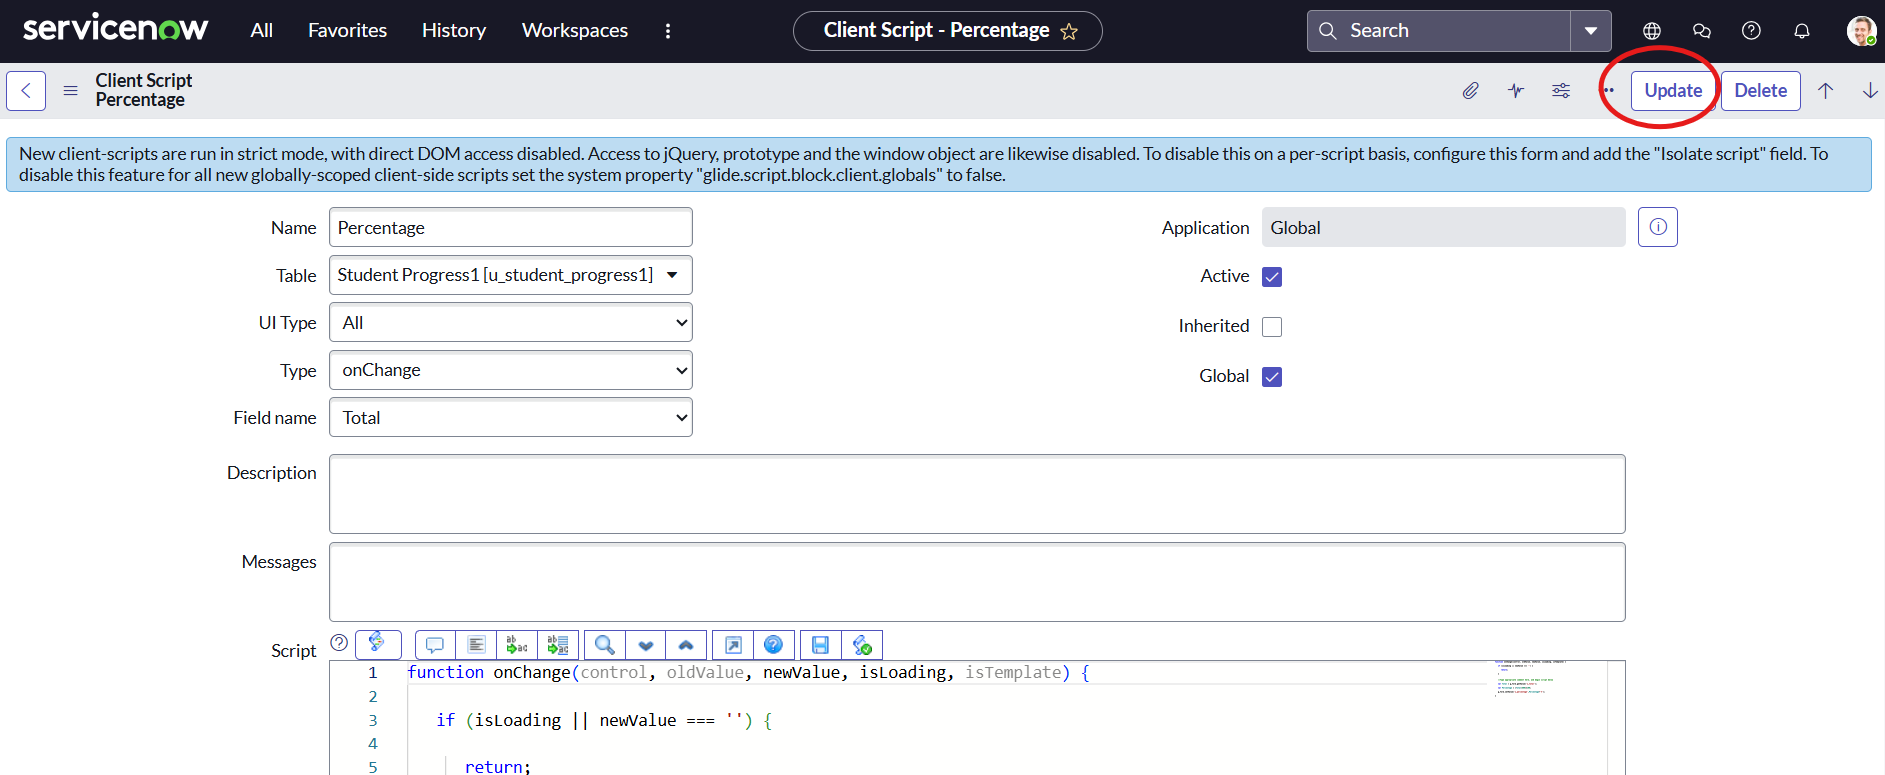 servicenow All Favorites History Workspaces Client Script - Percentage Search
Client Script
Percentage
Update Delete
New client-scripts are run in strict mode, with direct DOM access disabled. Access to jQuery, prototype and the window object are likewise disabled. To disable this on a per-script basis, configure this form and add the "Isolate script" field. To
disable this feature for all new globally-scoped client-side scripts set the system property "glide.script.block.client.globals" to false.
Name Percentage Application Global
Table Student Progress1 [u_student_progress1] Active
UI Type All Inherited
Type onChange Global
Field name Total
Description
Messages
Script
1 function onChange(control, oldValue, newValue, isLoading, isTemplate) {
2
3 if (isLoading || newValue === '') {
4
5 return;